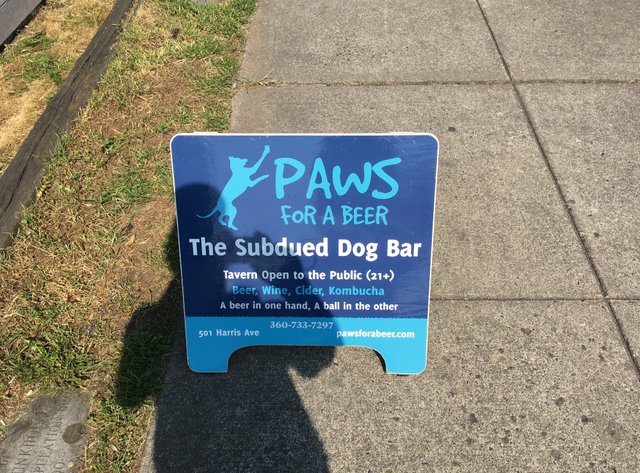 PAWS
FOR A BEER
The Subdued Dog Bar
Tavern Open to the Public (21+)
Beer, Wine, Cider, Kombucha
A beer in one hand, A ball in the other
501 Harris Ave 360-733-7297 pawsforabeer.com